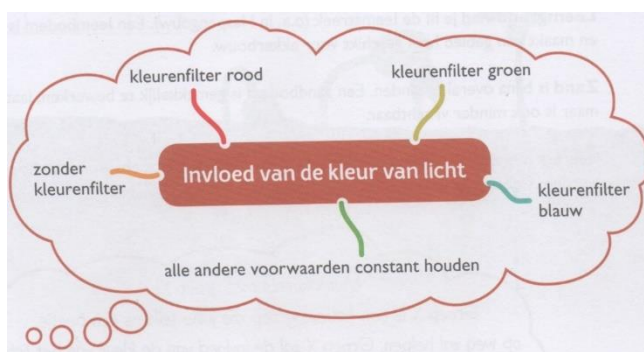 kleurenfilter rood
kleurenfilter groen
zonder
kleurenfilter
Invloed van de kleur van licht
kleurenfilter
blauw
alle andere voorwaarden constant houden